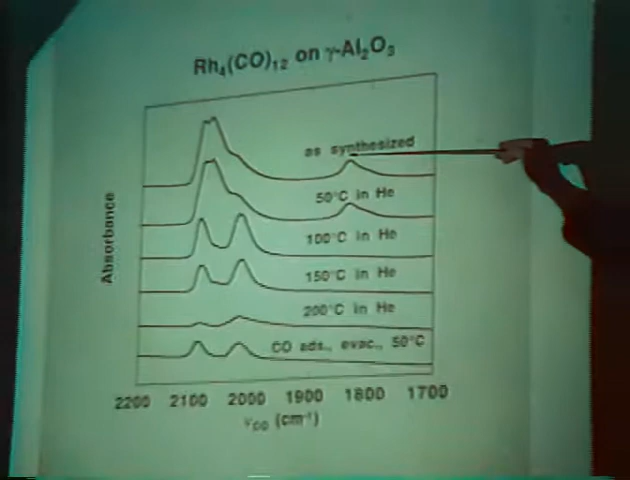 Rh₄(CO)₁₂ on γ-Al₂O₃
as synthesized
50°C in He
100°C in He
150°C in He
200°C in He
CO ads., evac., 50°C
Absorbance
2200 2100 2000 1900 1800 1700
νCO (cm⁻¹)